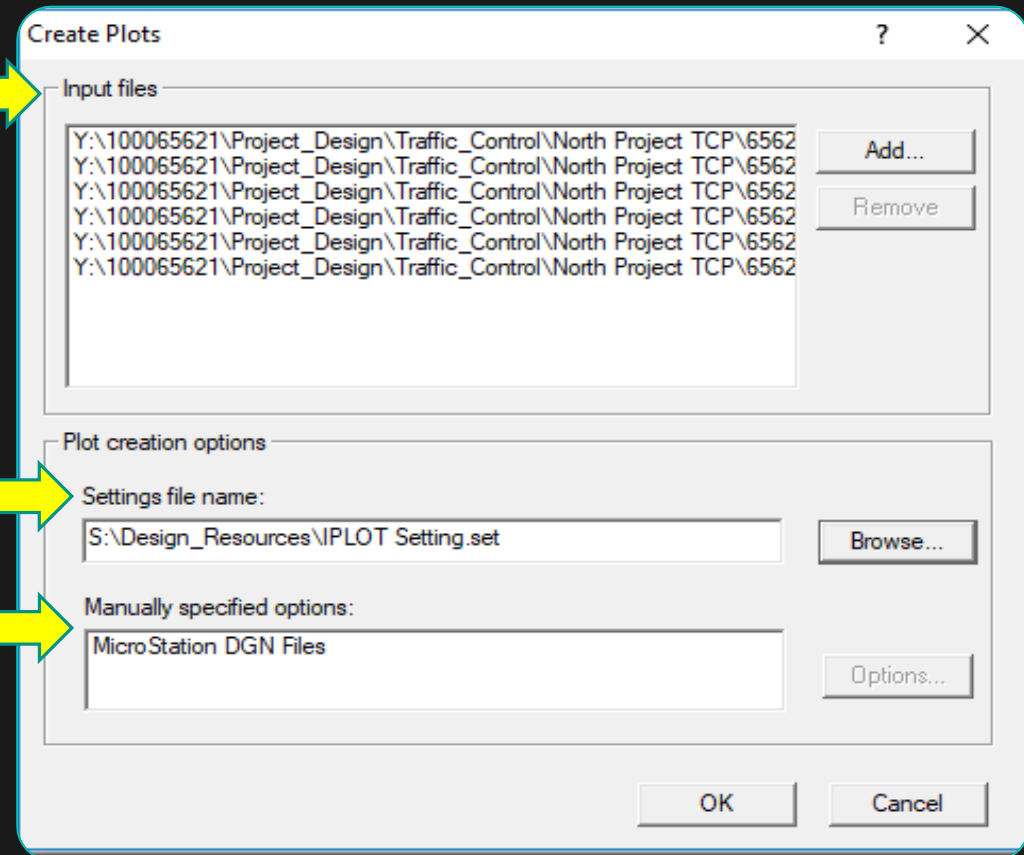 Create Plots
?
Input files
Y:\100065621\Project_Design\Traffic_Control\North Project TCP\6562
Y:\100065621\Project_Design\Traffic_Control\North Project TCP\6562
Y:\100065621\Project_Design\Traffic_Control\North Project TCP\6562
Y:\100065621\Project_Design\Traffic_Control\North Project TCP\6562
Y:\100065621\Project_Design\Traffic_Control\North Project TCP\6562
Y:\100065621\Project_Design\Traffic_Control\North Project TCP\6562
Add...
Remove
Plot creation options
Settings file name:
S:\Design_Resources\IPLOT Setting.set
Browse...
Manually specified options:
MicroStation DGN Files
Options...
OK
Cancel